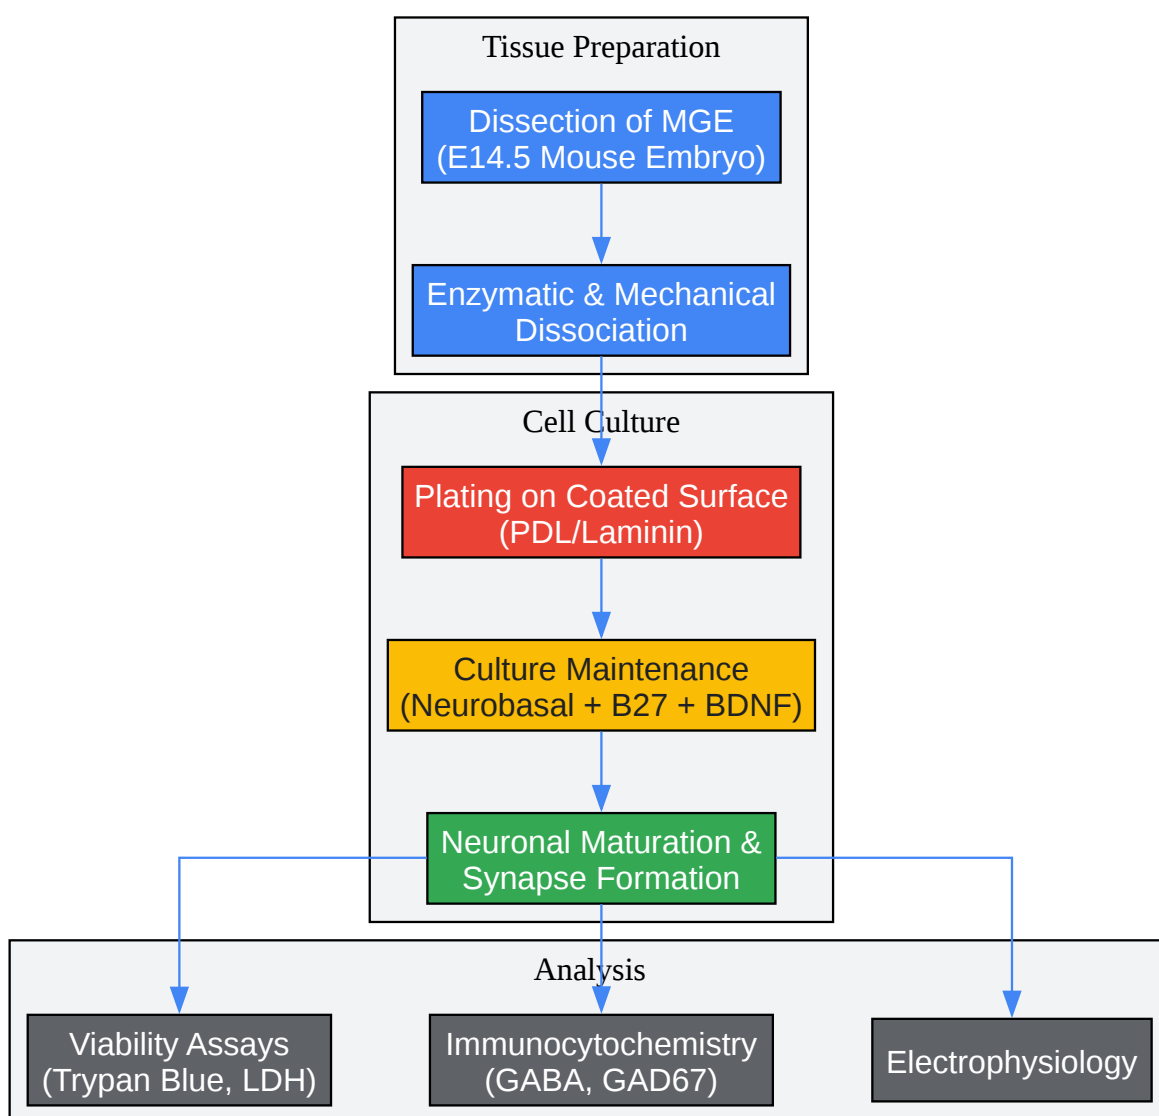 Tissue Preparation
Dissection of MGE
(E14.5 Mouse Embryo)
Enzymatic & Mechanical
Dissociation
Cell Culture
Plating on Coated Surface
(PDL/Laminin)
Culture Maintenance
(Neurobasal + B27 + BDNF)
Neuronal Maturation &
Synapse Formation
Analysis
Viability Assays
(Trypan Blue, LDH)
Immunocytochemistry
(GABA, GAD67)
Electrophysiology